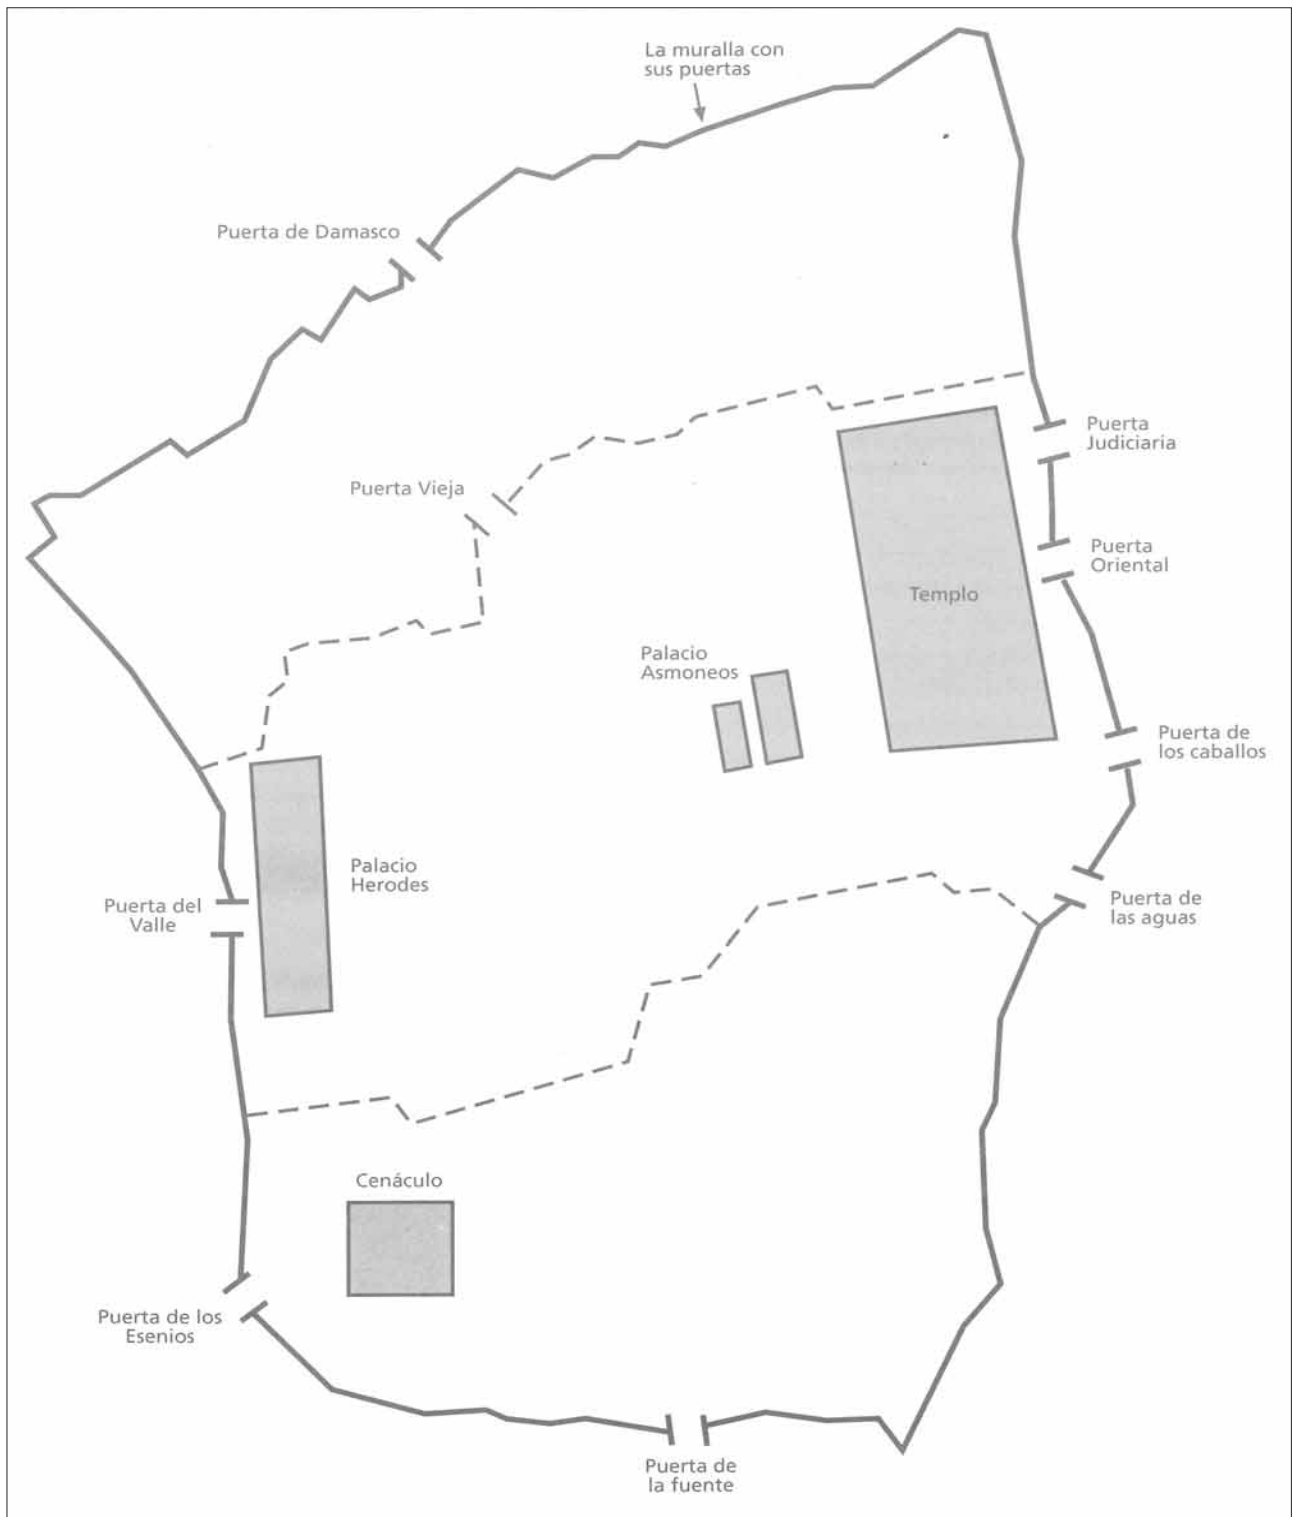 La muralla con
sus puertas
Puerta de Damasco
Puerta
Judiciaria
Puerta Vieja
Puerta
Oriental
Templo
Palacio
Asmoneos
Puerta de
los caballos
Palacio
Herodes
Puerta del
Valle
Puerta de
las aguas
Cenáculo
Puerta de los
Esenios
Puerta de
la fuente